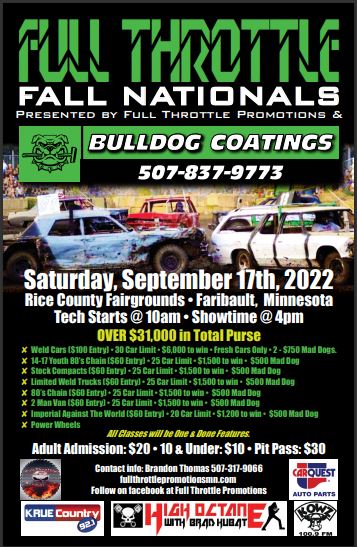 FULL THROTTLE
FALL NATIONALS
PRESENTED BY FULL THROTTLE PROMOTIONS &
BULLDOG COATINGS
507-837-9773
Saturday, September 17th, 2022
Rice County Fairgrounds • Faribault, Minnesota
Tech Starts @ 10am • Showtime @ 4pm
OVER $31,000 in Total Purse
✘ Weld Cars ($100 Entry) • 30 Car Limit • $6,000 to win • Fresh Cars Only • 2 - $750 Mad Dogs.
✘ 14-17 Youth 80's Chain ($60 Entry) • 25 Car Limit • $1,500 to win • $500 Mad Dog
✘ Stock Compacts ($60 Entry) • 25 Car Limit • $1,500 to win • $500 Mad Dog
✘ Limited Weld Trucks ($60 Entry) • 25 Car Limit • $1,500 to win • $500 Mad Dog
✘ 80's Chain ($60 Entry) • 25 Car Limit • $1,500 to win • $500 Mad Dog
✘ 2 Man Van ($60 Entry) • 25 Car Limit • $1,500 to win • $500 Mad Dog
✘ Imperial Against The World ($60 Entry) • 20 Car Limit • $1,200 to win • $500 Mad Dog
✘ Power Wheels
All Classes will be One & Done Features.
Adult Admission: $20 • 10 & Under: $10 • Pit Pass: $30
Contact info: Brandon Thomas 507-317-9066
fullthrottlepromotionsmn.com
Follow on facebook at Full Throttle Promotions
CARQUEST
AUTO PARTS
KRUE Country
92.1
HIGH OCTANE
WITH BRAD HUBATE
KOWZ
100.9 FM